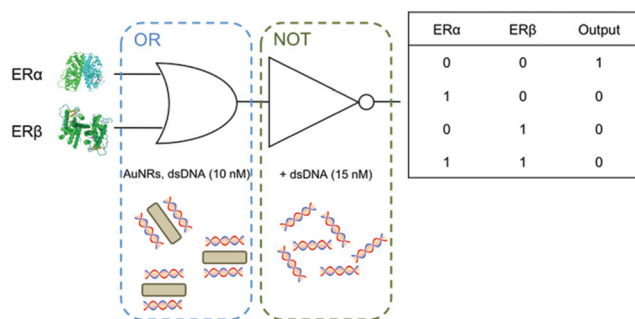 OR
NOT
ERα
ERβ
AuNRs, dsDNA (10 nM)
+ dsDNA (15 nM)
ERα ERβ Output
0 0 1
1 0 0
0 1 0
1 1 0